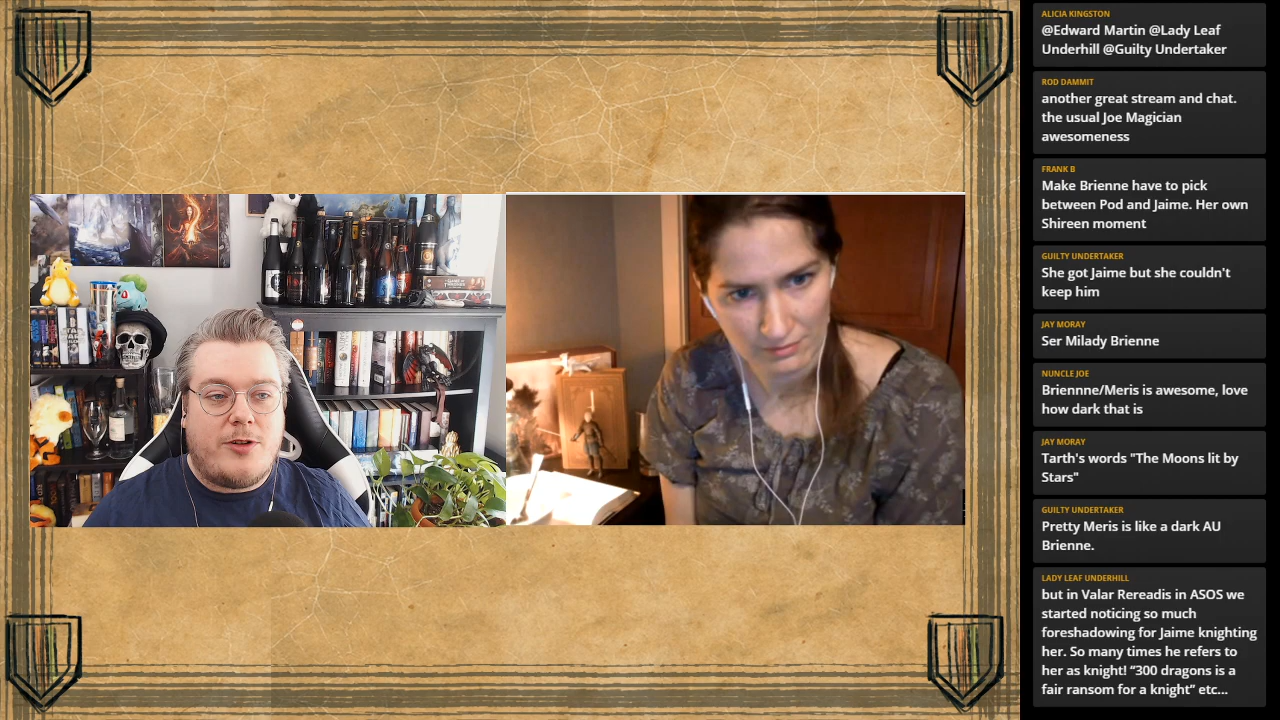 ALICIA KINGSTON
@Edward Martin @Lady Leaf
Underhill @Guilty Undertaker
ROD DAMMIT
another great stream and chat.
the usual Joe Magician
awesomeness
FRANK B
Make Brienne have to pick
between Pod and Jaime. Her own
Shireen moment
GUILTY UNDERTAKER
She got Jaime but she couldn't
keep him
JAY MORAY
Ser Milady Brienne
NUNCLE JOE
Briennne/Meris is awesome, love
how dark that is
JAY MORAY
Tarth's words "The Moons lit by
Stars"
GUILTY UNDERTAKER
Pretty Meris is like a dark AU
Brienne.
LADY LEAF UNDERHILL
but in Valar Rereadis in ASOS we
started noticing so much
foreshadowing for Jaime knighting
her. So many times he refers to
her as knight! “300 dragons is a
fair ransom for a knight” etc...